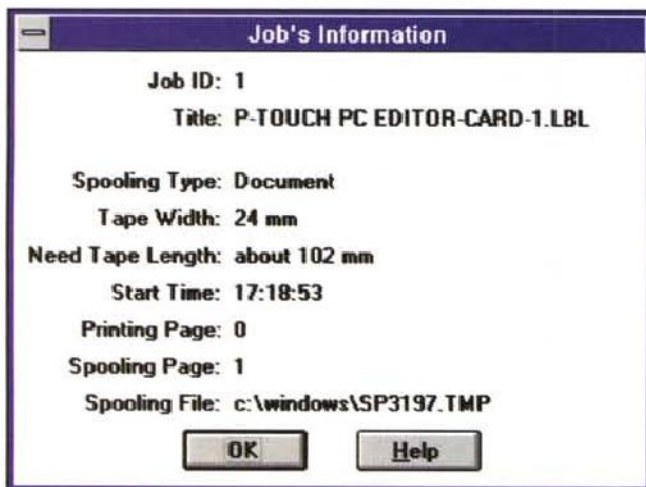 Job's Information
Job ID: 1
Title: P-TOUCH PC EDITOR-CARD-1.LBL
Spooling Type: Document
Tape Width: 24 mm
Need Tape Length: about 102 mm
Start Time: 17:18:53
Printing Page: 0
Spooling Page: 1
Spooling File: c:\windows\SP3197.TMP
OK Help